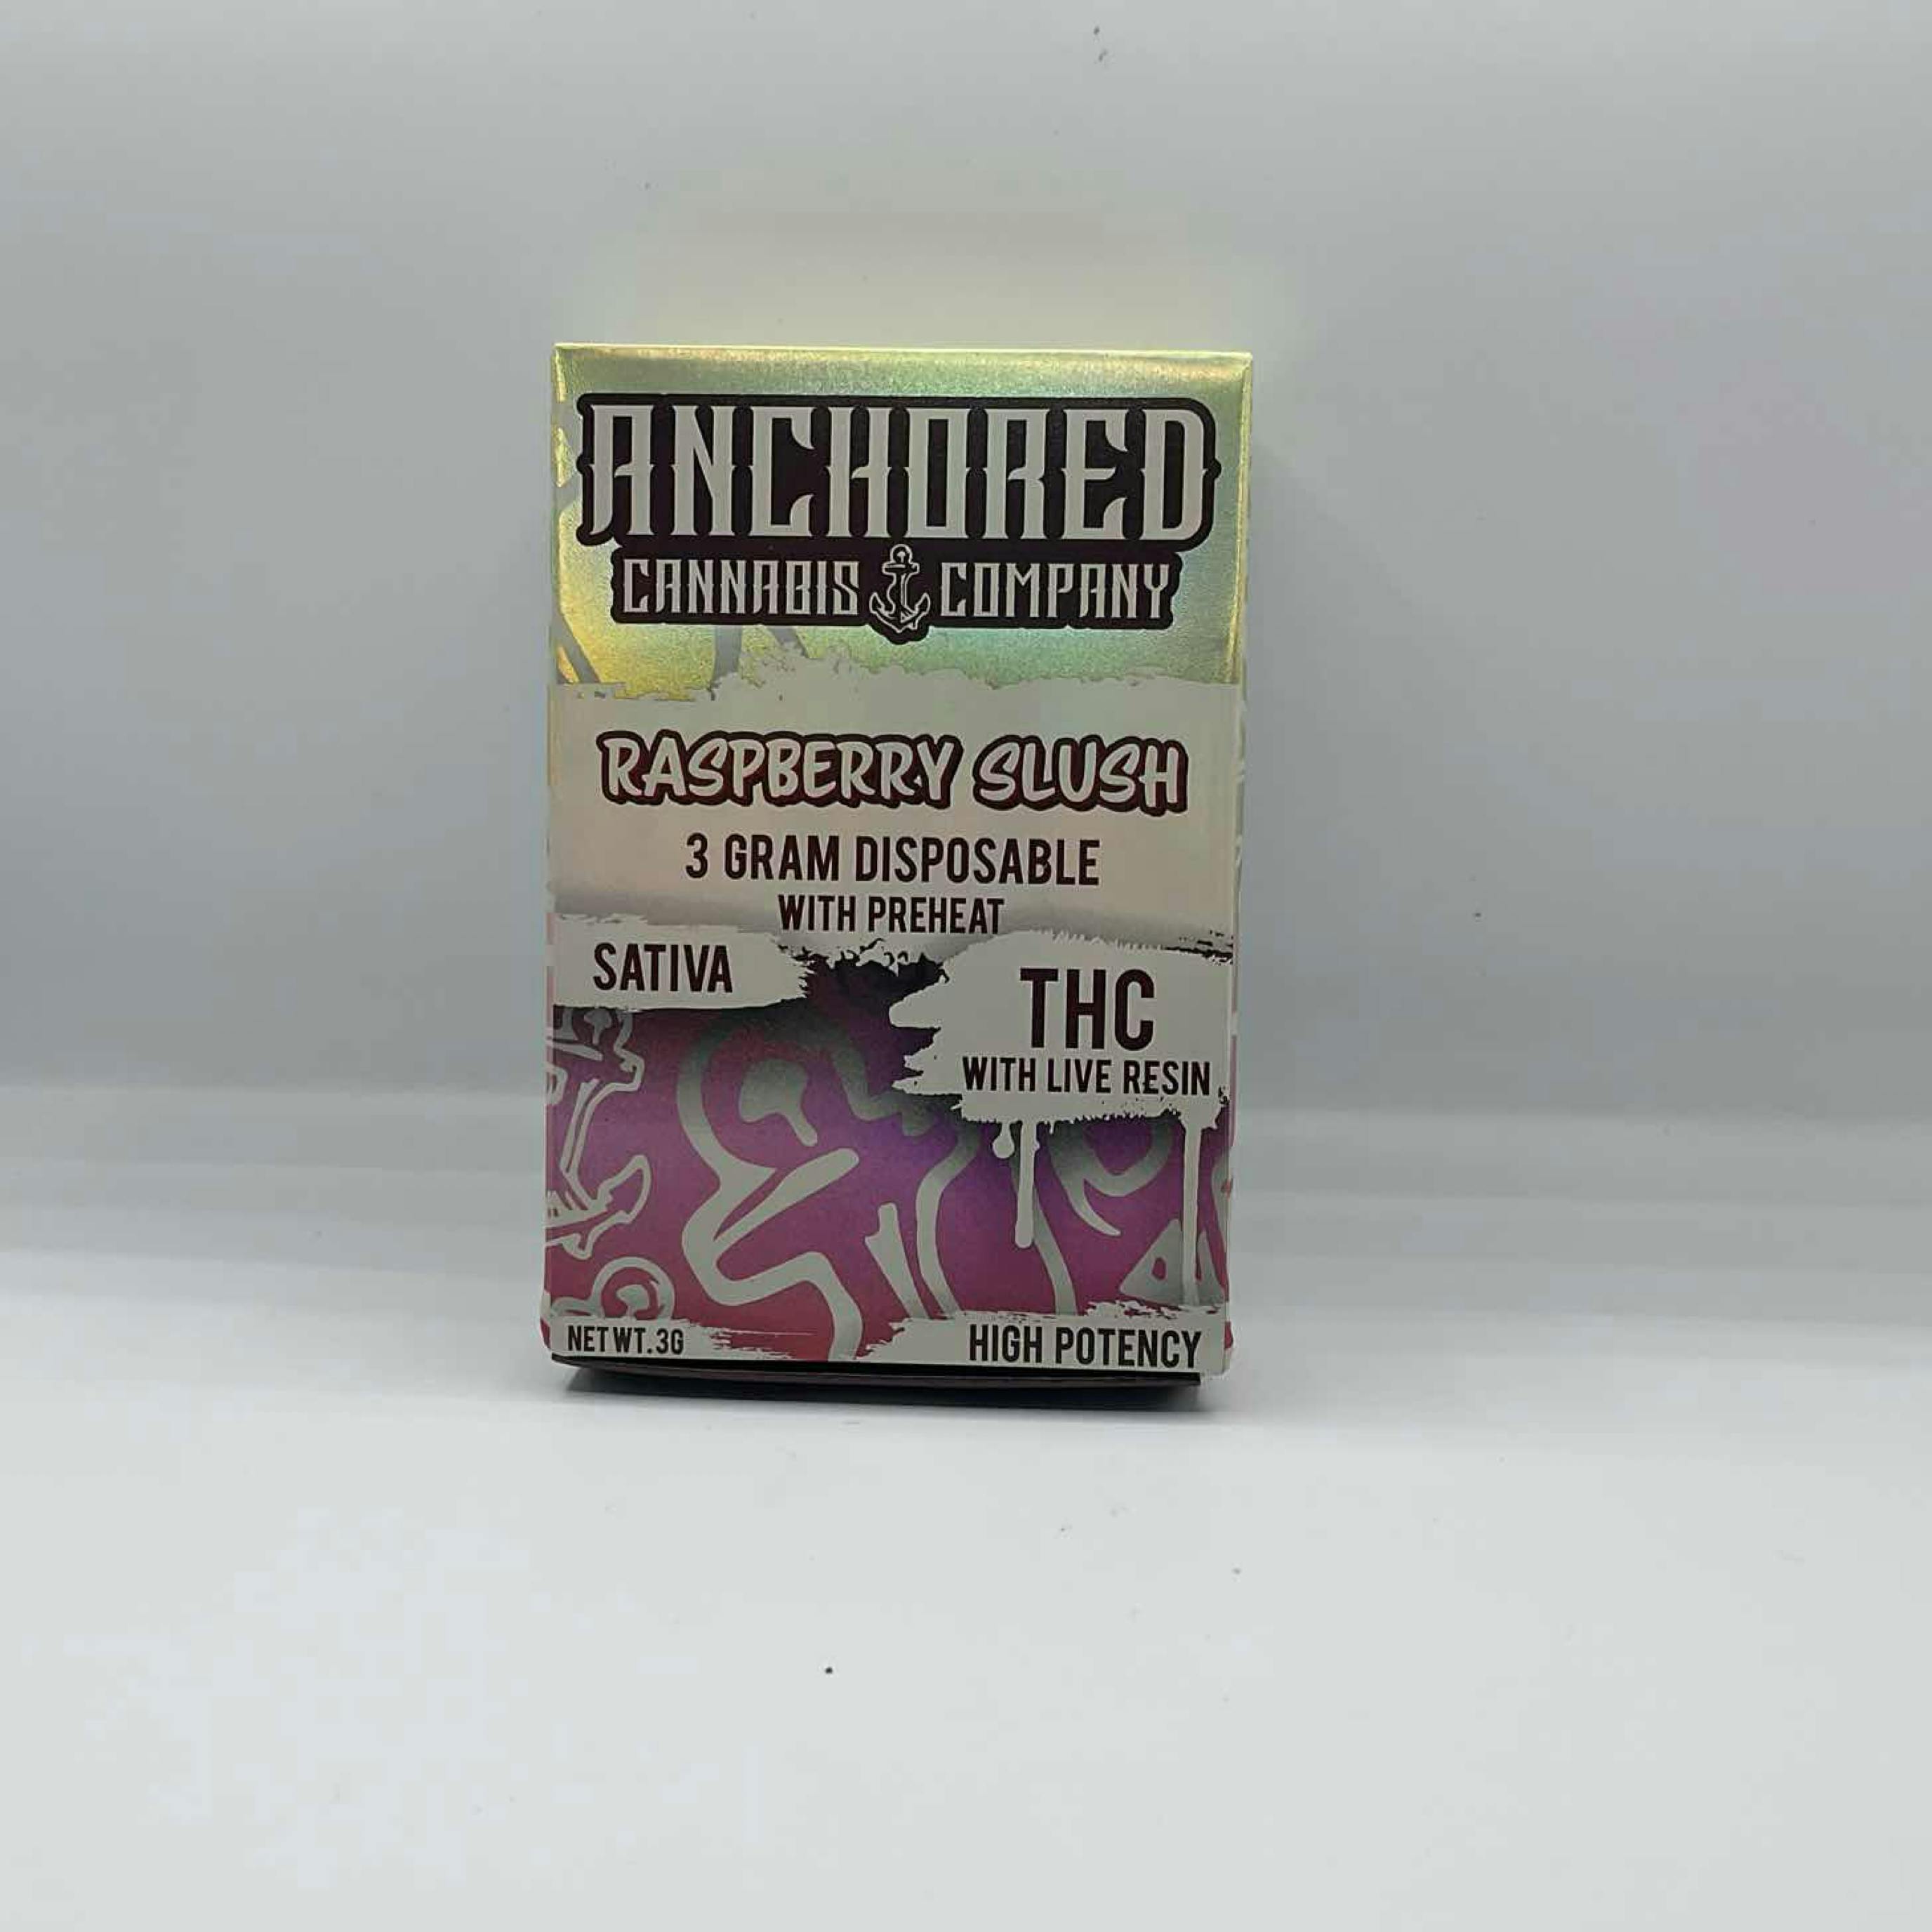 ANCHORED
CANNABIS COMPANY
RASPBERRY SLUSH
3 GRAM DISPOSABLE
WITH PREHEAT
SATIVA
THC
WITH LIVE RESIN
NET WT. 3G
HIGH POTENCY